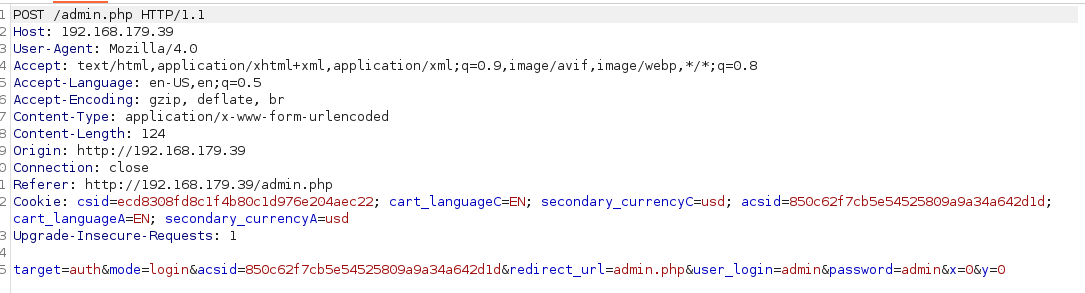 1 POST /admin.php HTTP/1.1
2 Host: 192.168.179.39
3 User-Agent: Mozilla/4.0
4 Accept: text/html,application/xhtml+xml,application/xml;q=0.9,image/avif,image/webp,*/*;q=0.8
5 Accept-Language: en-US,en;q=0.5
6 Accept-Encoding: gzip, deflate, br
7 Content-Type: application/x-www-form-urlencoded
8 Content-Length: 124
9 Origin: http://192.168.179.39
0 Connection: close
1 Referer: http://192.168.179.39/admin.php
2 Cookie: csid=ecd8308fd8c1f4b80c1d976e204aec22; cart_languageC=EN; secondary_currencyC=usd; acsid=850c62f7cb5e54525809a9a34a642d1d;
cart_languageA=EN; secondary_currencyA=usd
3 Upgrade-Insecure-Requests: 1
4
5 target=auth&mode=login&acsid=850c62f7cb5e54525809a9a34a642d1d&redirect_url=admin.php&user_login=admin&password=admin&x=0&y=0